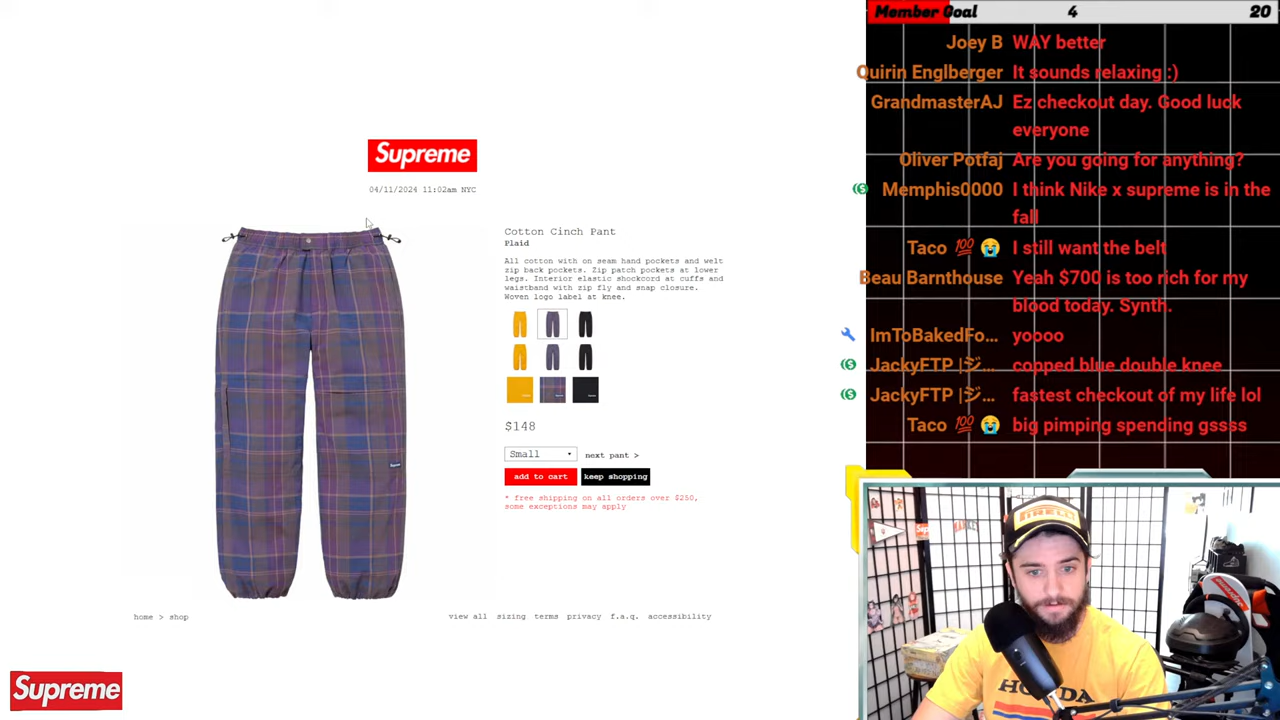 Supreme
04/11/2024 11:02am NYC
Cotton Cinch Pant
Plaid
All cotton with on seam hand pockets and welt
zip back pockets. Zip patch pockets at lower
legs. Interior elastic shockcord at cuffs and
waistband with zip fly and snap closure.
Woven logo label at knee.
$148
Small
next pant >
add to cart
keep shopping
* free shipping on all orders over $250,
some exceptions may apply
home > shop
view all sizing terms privacy f.a.q. accessibility
Supreme
Member Goal 4 20
Joey B WAY better
Quirin Englberger It sounds relaxing :)
GrandmasterAJ Ez checkout day. Good luck
everyone
Oliver Potfaj Are you going for anything?
Memphis0000 I think Nike x supreme is in the
fall
Taco 💯 😭 I still want the belt
Beau Barnthouse Yeah $700 is too rich for my
blood today. Synth.
ImToBakedFo... yoooo
JackyFTP |ジ... copped blue double knee
JackyFTP |ジ... fastest checkout of my life lol
Taco 💯 😭 big pimping spending gssss
PIRELLI
HONDA